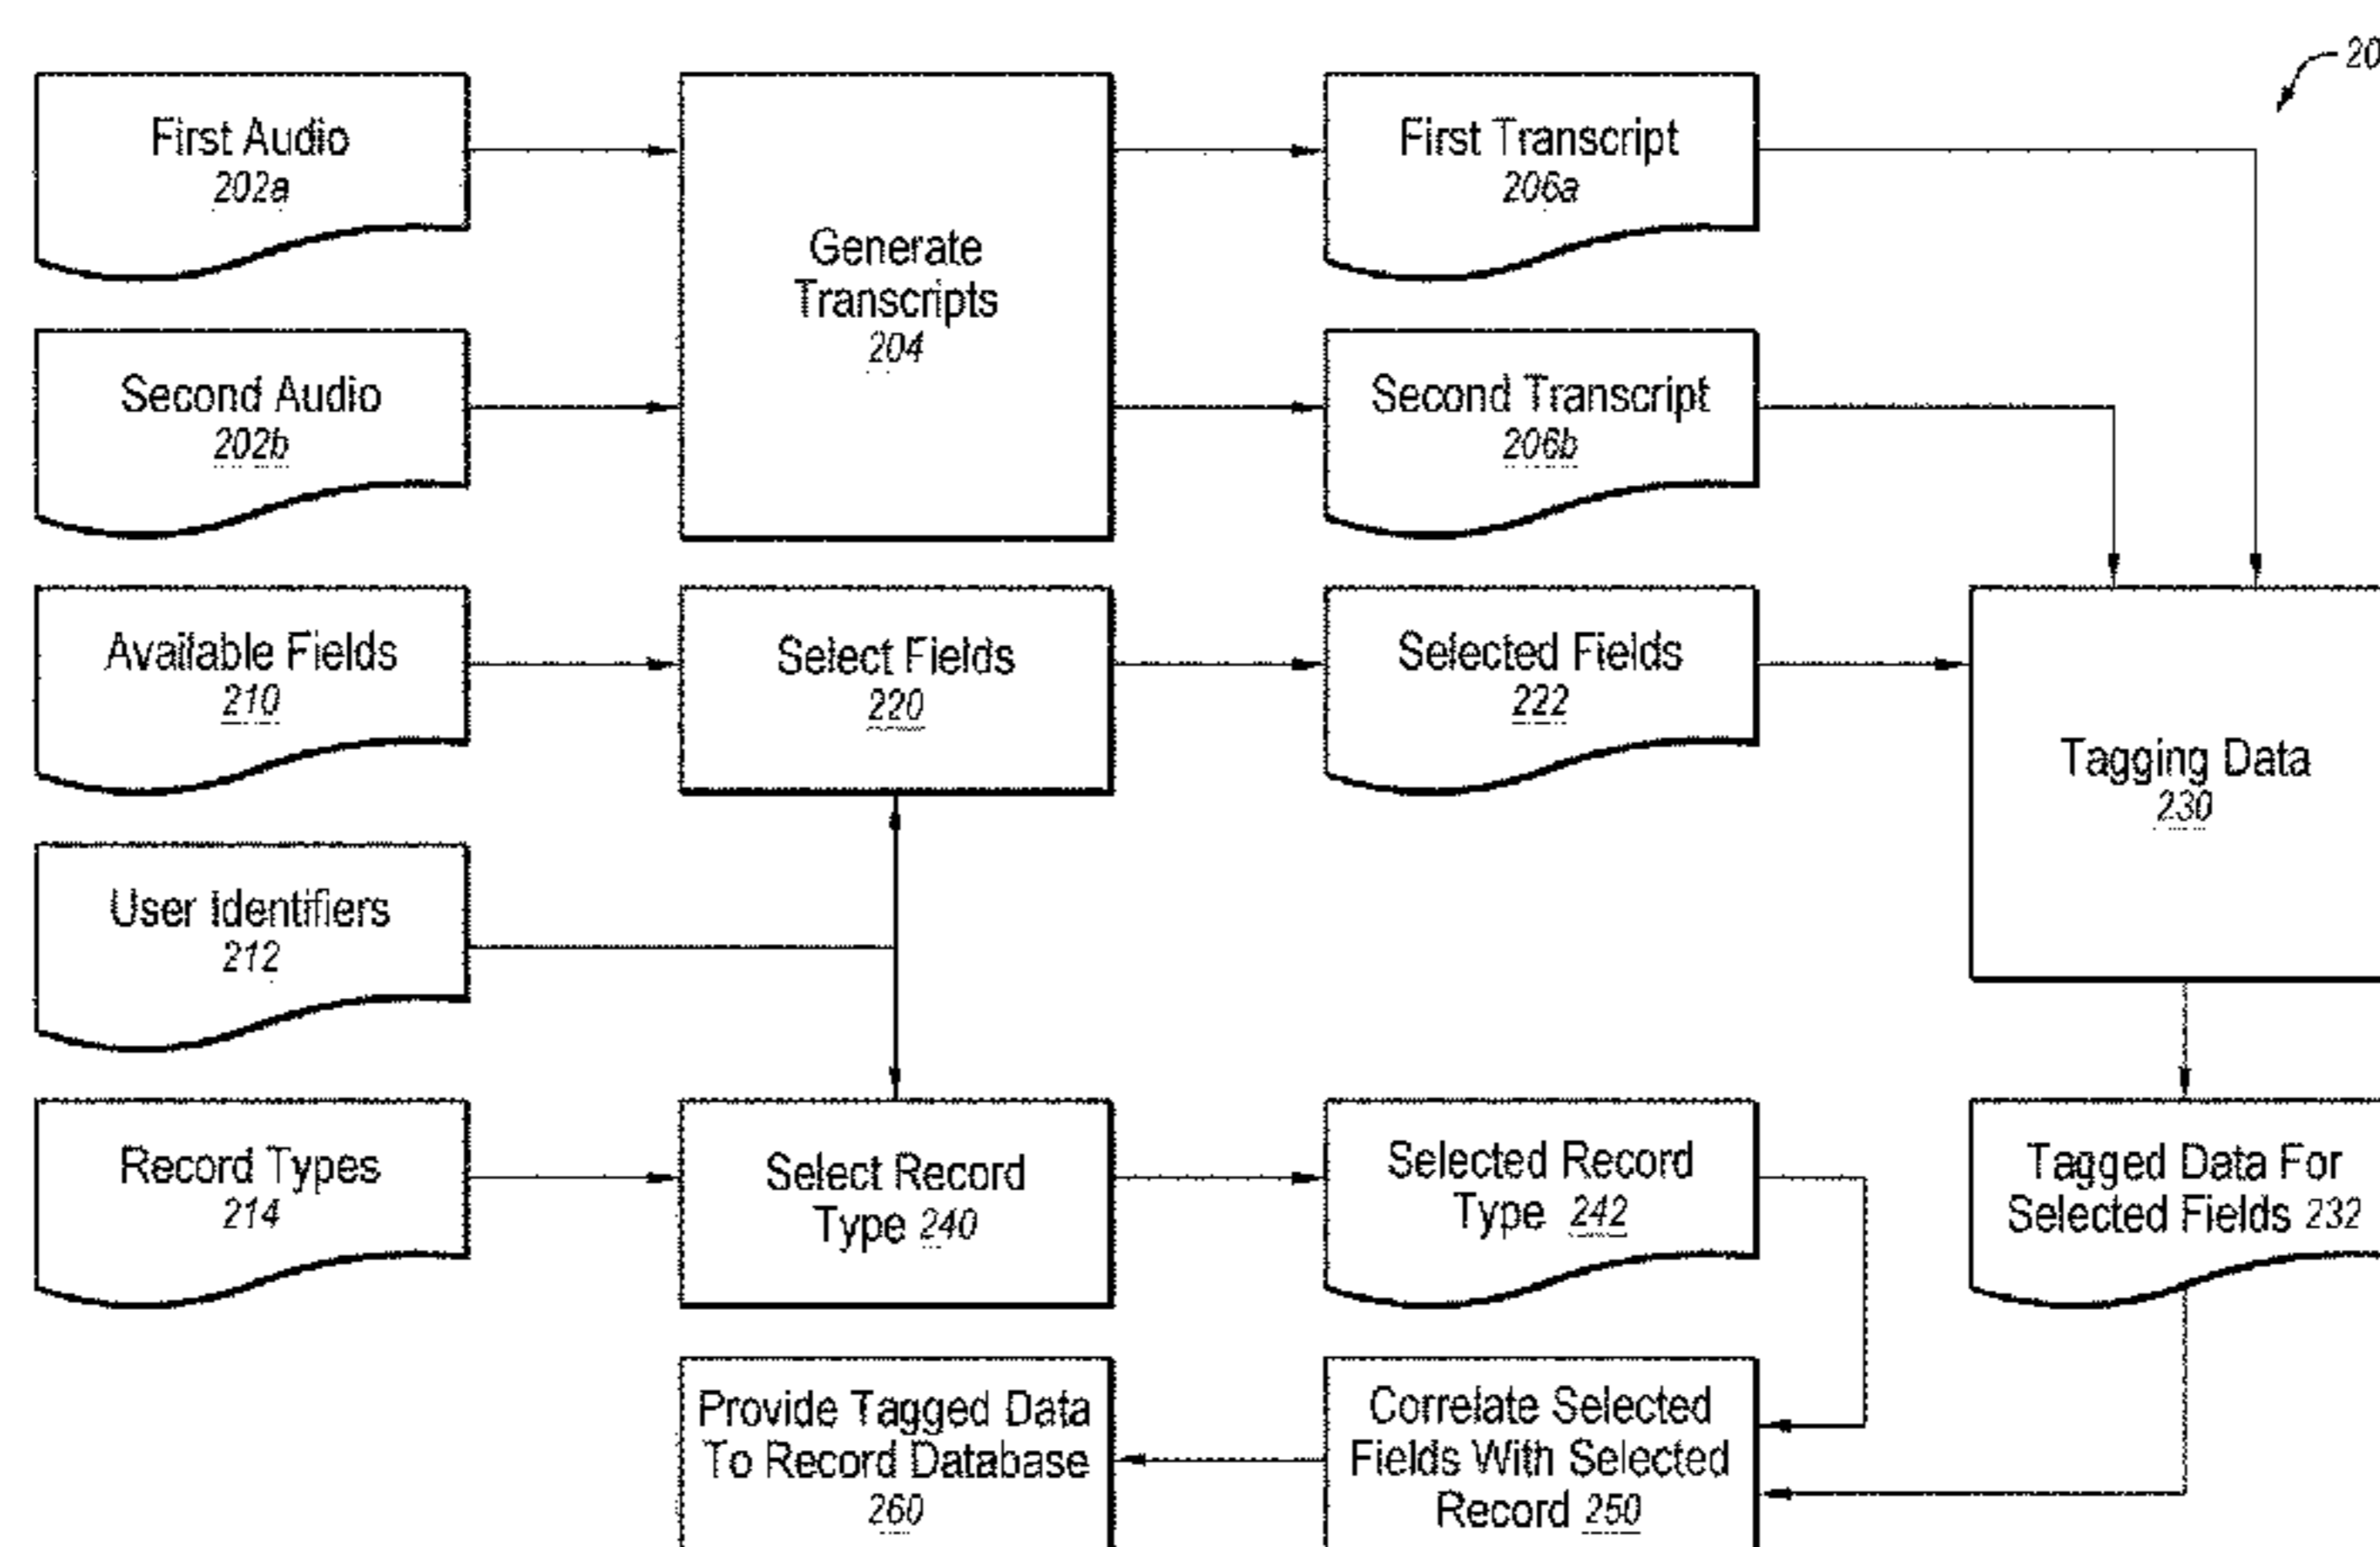 20
First Audio
202a
Generate
Transcripts
204
First Transcript
206a
Second Audio
202b
Second Transcript
206b
Available Fields
210
Select Fields
220
Selected Fields
222
Tagging Data
230
User Identifiers
212
Record Types
214
Select Record
Type 240
Selected Record
Type 242
Tagged Data For
Selected Fields 232
Provide Tagged Data
To Record Database
260
Correlate Selected
Fields With Selected
Record 250